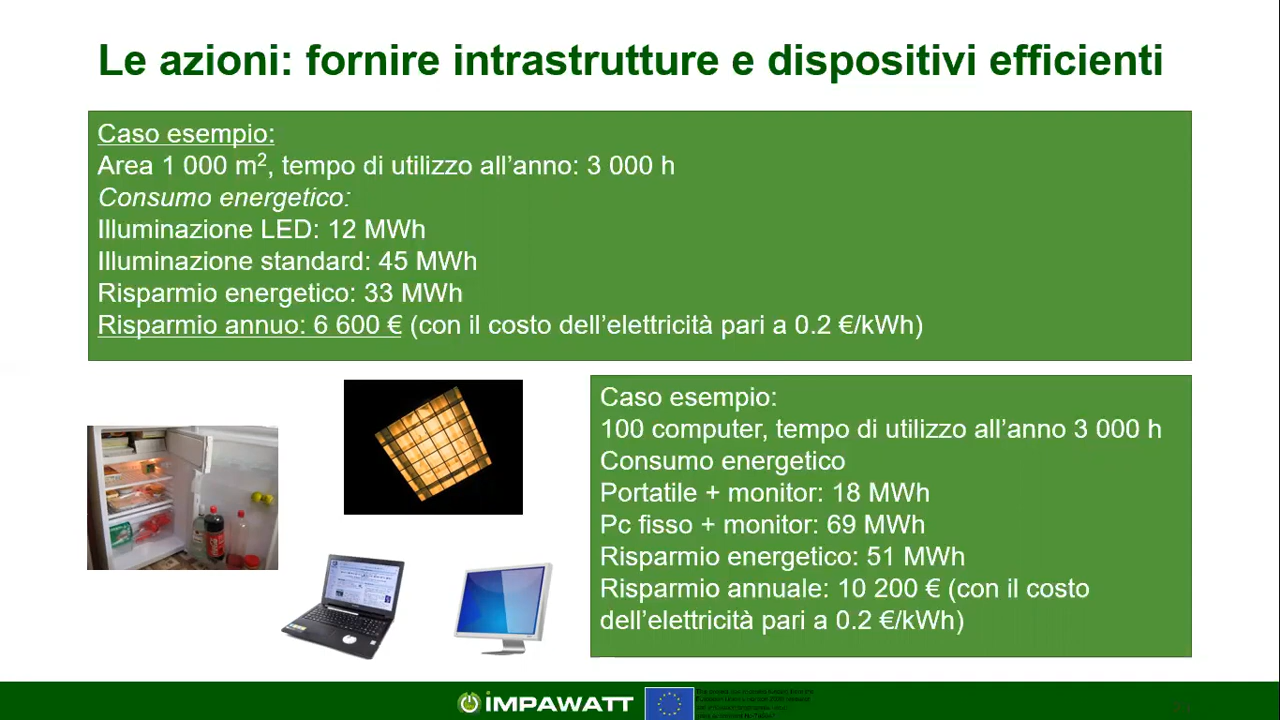 Le azioni: fornire intrastrutture e dispositivi efficienti
Caso esempio:
Area 1 000 m², tempo di utilizzo all’anno: 3 000 h
Consumo energetico:
Illuminazione LED: 12 MWh
Illuminazione standard: 45 MWh
Risparmio energetico: 33 MWh
Risparmio annuo: 6 600 € (con il costo dell’elettricità pari a 0.2 €/kWh)
Caso esempio:
100 computer, tempo di utilizzo all’anno 3 000 h
Consumo energetico
Portatile + monitor: 18 MWh
Pc fisso + monitor: 69 MWh
Risparmio energetico: 51 MWh
Risparmio annuale: 10 200 € (con il costo
dell’elettricità pari a 0.2 €/kWh)
iMPAWATT